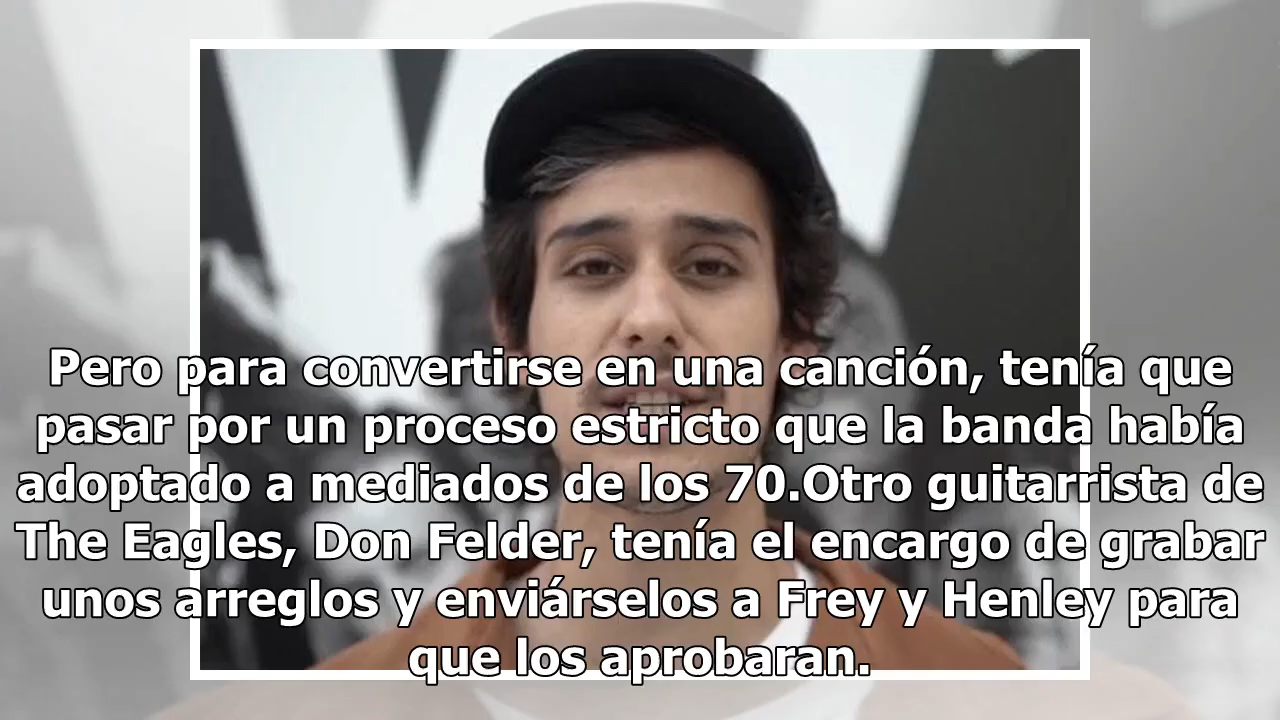 Pero para convertirse en una canción, tenía que
pasar por un proceso estricto que la banda había
adoptado a mediados de los 70.Otro guitarrista de
The Eagles, Don Felder, tenía el encargo de grabar
unos arreglos y enviárselos a Frey y Henley para
que los aprobaran.